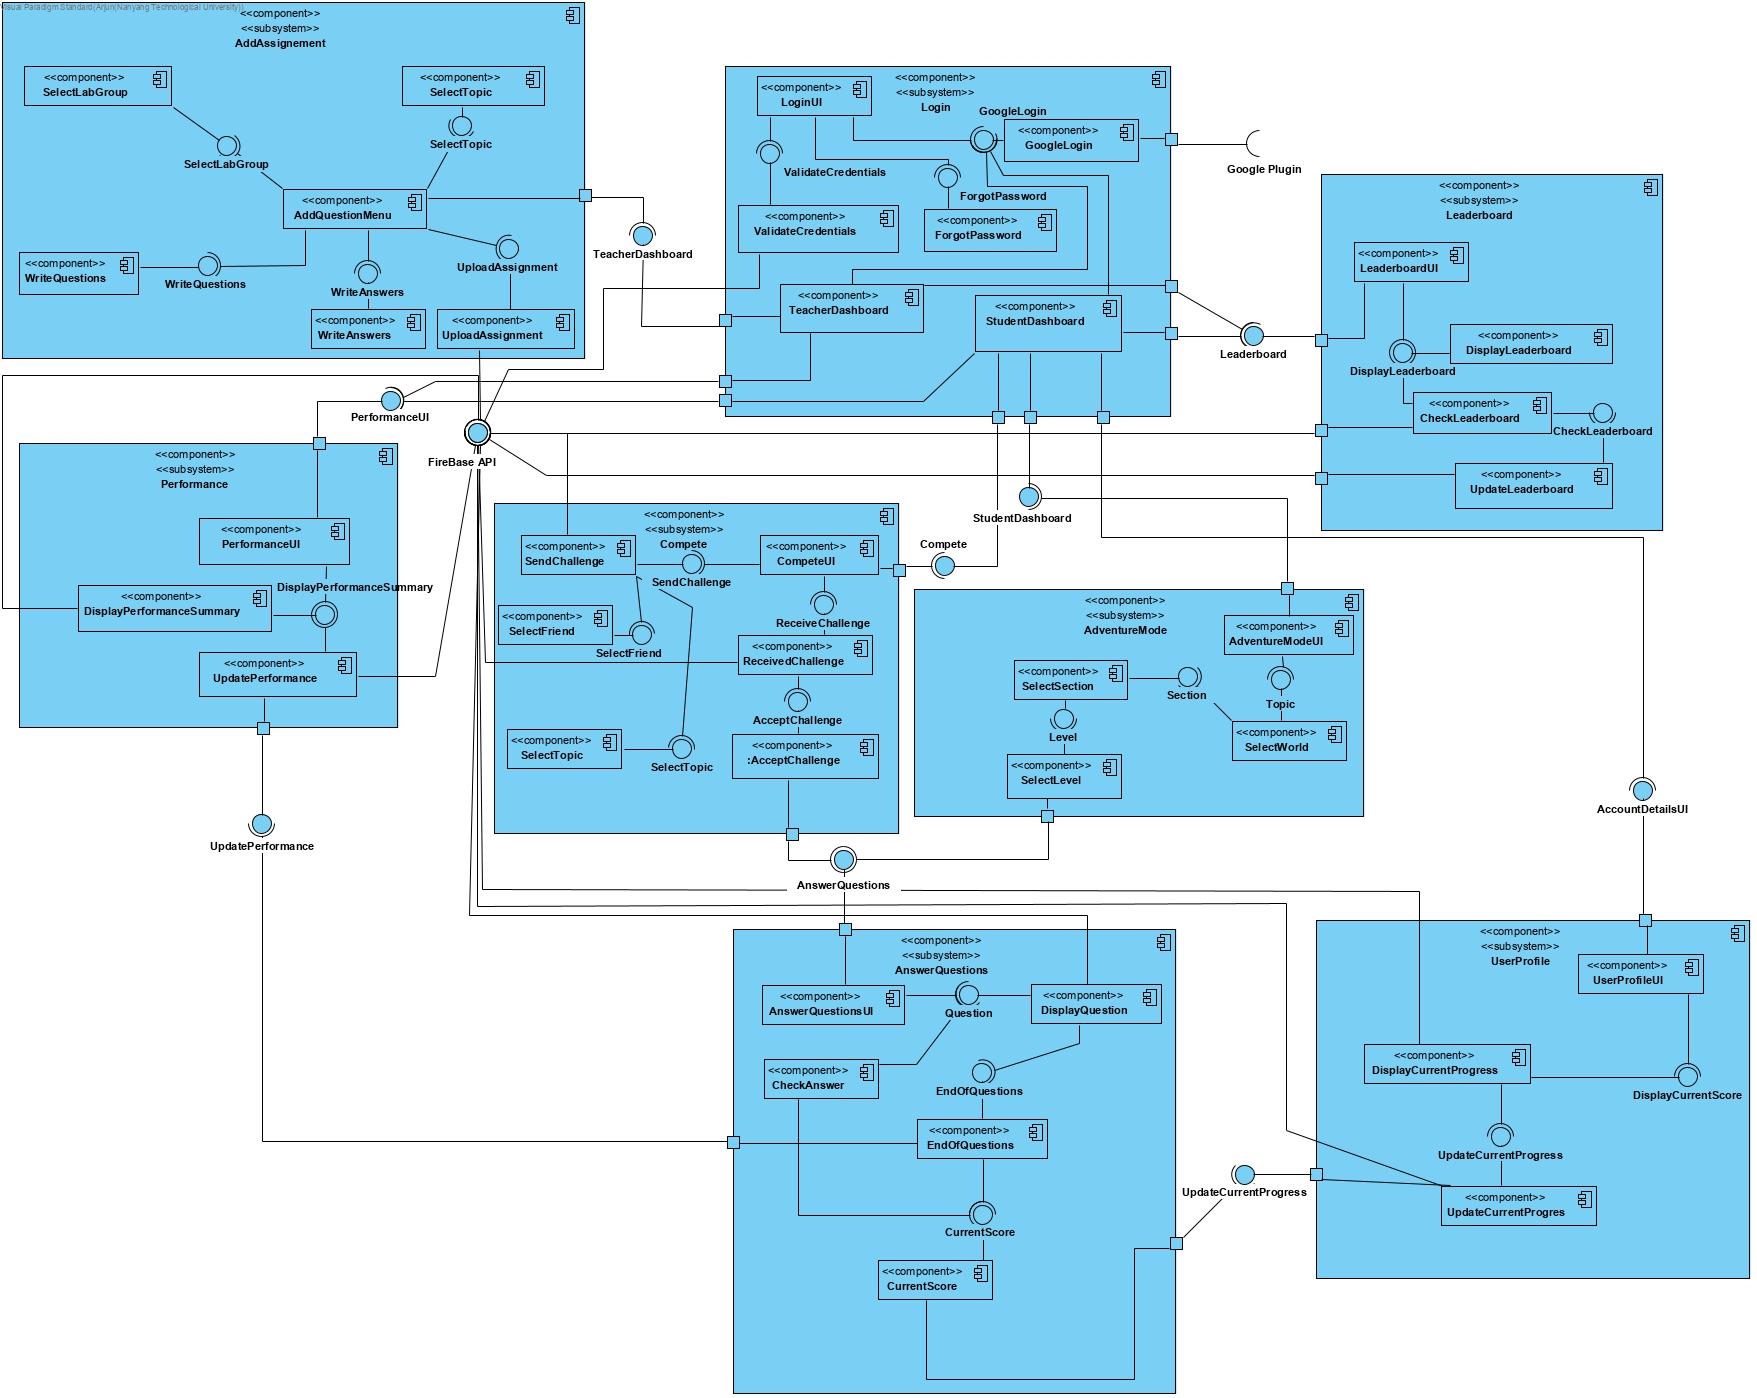 Visual Paradigm Standard(Arjun(Nanyang Technological University))
<<component>>
<<subsystem>>
AddAssignement
<<component>>
SelectLabGroup
<<component>>
SelectTopic
SelectLabGroup
SelectTopic
<<component>>
AddQuestionMenu
<<component>>
WriteQuestions
WriteQuestions
WriteAnswers
UploadAssignment
<<component>>
WriteAnswers
<<component>>
UploadAssignment
TeacherDashboard
<<component>>
<<subsystem>>
Login
<<component>>
LoginUI
GoogleLogin
<<component>>
GoogleLogin
ValidateCredentials
ForgotPassword
<<component>>
ValidateCredentials
<<component>>
ForgotPassword
<<component>>
TeacherDashboard
<<component>>
StudentDashboard
Google Plugin
Leaderboard
<<component>>
<<subsystem>>
Leaderboard
<<component>>
LeaderboardUI
<<component>>
DisplayLeaderboard
DisplayLeaderboard
<<component>>
CheckLeaderboard
CheckLeaderboard
<<component>>
UpdateLeaderboard
PerformanceUI
FireBase API
<<component>>
<<subsystem>>
Performance
<<component>>
PerformanceUI
DisplayPerformanceSummary
<<component>>
DisplayPerformanceSummary
<<component>>
UpdatePerformance
UpdatePerformance
<<component>>
<<subsystem>>
Compete
<<component>>
SendChallenge
SendChallenge
<<component>>
CompeteUI
<<component>>
SelectFriend
SelectFriend
ReceiveChallenge
<<component>>
ReceivedChallenge
AcceptChallenge
<<component>>
SelectTopic
SelectTopic
<<component>>
:AcceptChallenge
Compete
StudentDashboard
<<component>>
<<subsystem>>
AdventureMode
<<component>>
AdventureModeUI
<<component>>
SelectSection
Section
Topic
Level
<<component>>
SelectWorld
<<component>>
SelectLevel
AccountDetailsUI
AnswerQuestions
<<component>>
<<subsystem>>
AnswerQuestions
<<component>>
AnswerQuestionsUI
Question
<<component>>
DisplayQuestion
<<component>>
CheckAnswer
EndOfQuestions
<<component>>
EndOfQuestions
CurrentScore
<<component>>
CurrentScore
UpdateCurrentProgress
<<component>>
<<subsystem>>
UserProfile
<<component>>
UserProfileUI
<<component>>
DisplayCurrentProgress
DisplayCurrentScore
UpdateCurrentProgress
<<component>>
UpdateCurrentProgres